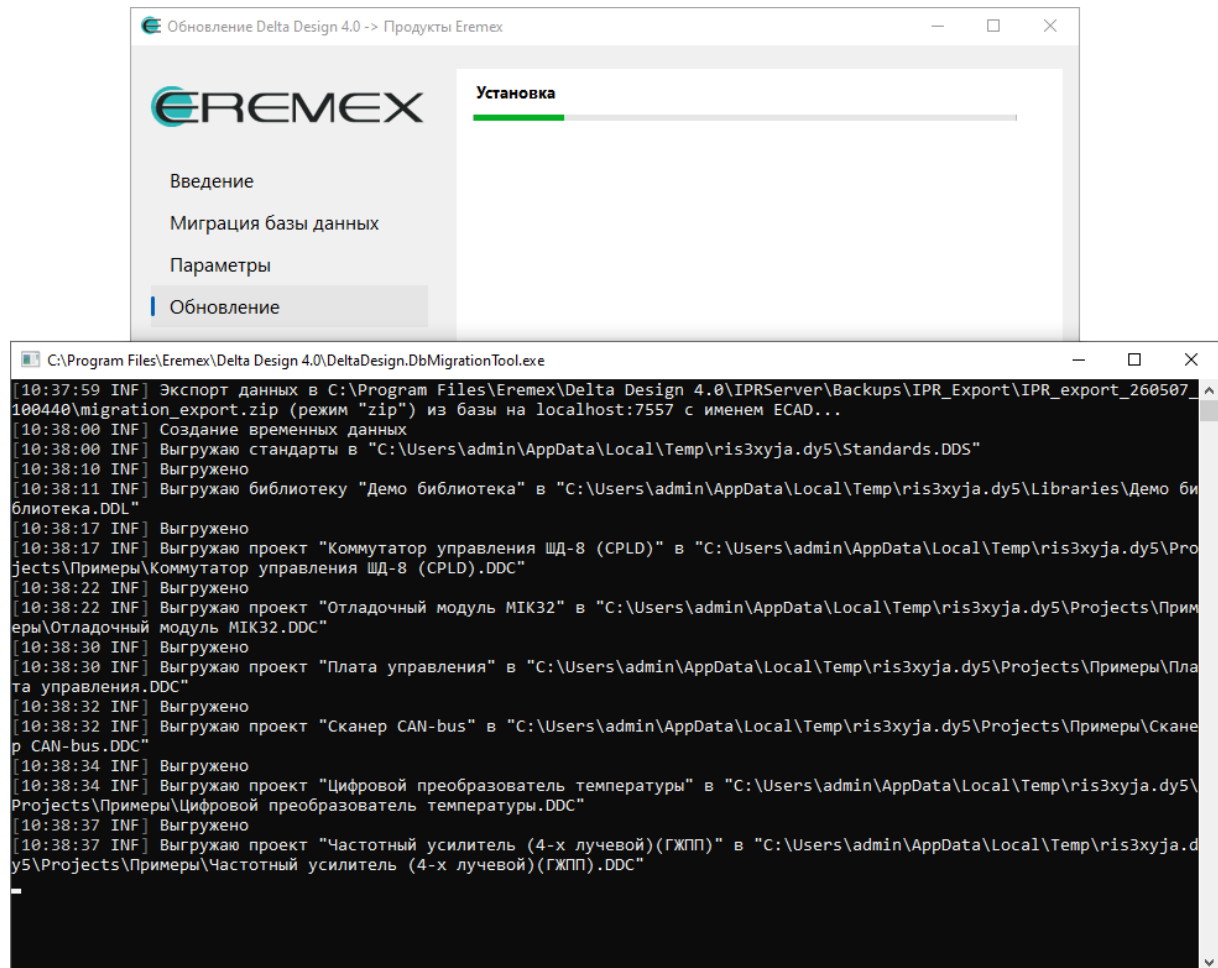 Обновление Delta Design 4.0 -> Продукты Eremex
EREMEX
Установка
Введение
Миграция базы данных
Параметры
Обновление
C:\Program Files\Eremex\Delta Design 4.0\DeltaDesign.DbMigrationTool.exe
[10:37:59 INF] Экспорт данных в C:\Program Files\Eremex\Delta Design 4.0\IPRServer\Backups\IPR_Export\IPR_export_260507_
100440\migration_export.zip (режим "zip") из базы на localhost:7557 с именем ECAD...
[10:38:00 INF] Создание временных данных
[10:38:00 INF] Выгружаю стандарты в "C:\Users\admin\AppData\Local\Temp\ris3xyja.dy5\Standards.DDS"
[10:38:10 INF] Выгружено
[10:38:11 INF] Выгружаю библиотеку "Демо библиотека" в "C:\Users\admin\AppData\Local\Temp\ris3xyja.dy5\Libraries\Демо би
блиотека.DDL"
[10:38:17 INF] Выгружено
[10:38:17 INF] Выгружаю проект "Коммутатор управления ШД-8 (CPLD)" в "C:\Users\admin\AppData\Local\Temp\ris3xyja.dy5\Pro
jects\Примеры\Коммутатор управления ШД-8 (CPLD).DDC"
[10:38:22 INF] Выгружено
[10:38:22 INF] Выгружаю проект "Отладочный модуль MIK32" в "C:\Users\admin\AppData\Local\Temp\ris3xyja.dy5\Projects\Прим
еры\Отладочный модуль MIK32.DDC"
[10:38:30 INF] Выгружено
[10:38:30 INF] Выгружаю проект "Плата управления" в "C:\Users\admin\AppData\Local\Temp\ris3xyja.dy5\Projects\Примеры\Пла
та управления.DDC"
[10:38:32 INF] Выгружено
[10:38:32 INF] Выгружаю проект "Сканер CAN-bus" в "C:\Users\admin\AppData\Local\Temp\ris3xyja.dy5\Projects\Примеры\Скане
р CAN-bus.DDC"
[10:38:34 INF] Выгружено
[10:38:34 INF] Выгружаю проект "Цифровой преобразователь температуры" в "C:\Users\admin\AppData\Local\Temp\ris3xyja.dy5\
Projects\Примеры\Цифровой преобразователь температуры.DDC"
[10:38:37 INF] Выгружено
[10:38:37 INF] Выгружаю проект "Частотный усилитель (4-х лучевой)(ГЖПП)" в "C:\Users\admin\AppData\Local\Temp\ris3xyja.d
y5\Projects\Примеры\Частотный усилитель (4-х лучевой)(ГЖПП).DDC"